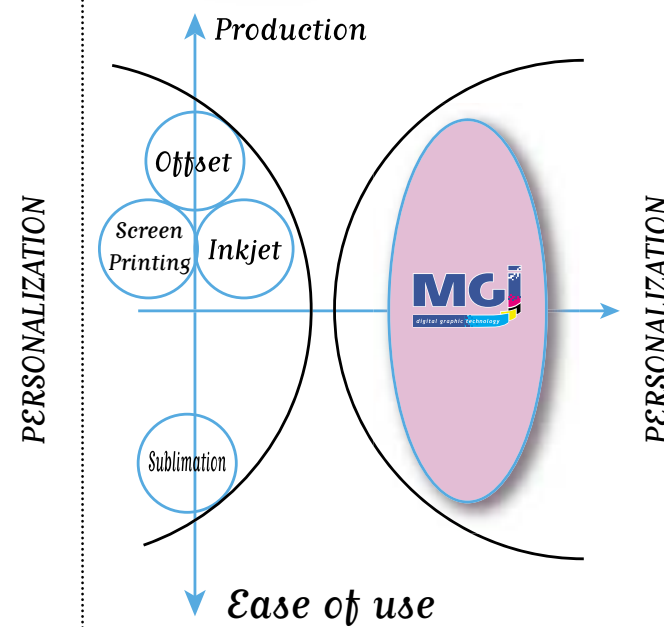 Production
Offset
Screen
Printing
Inkjet
PERSONALIZATION
PERSONALIZATION
MGI
digital graphic technology
Sublimation
Ease of use